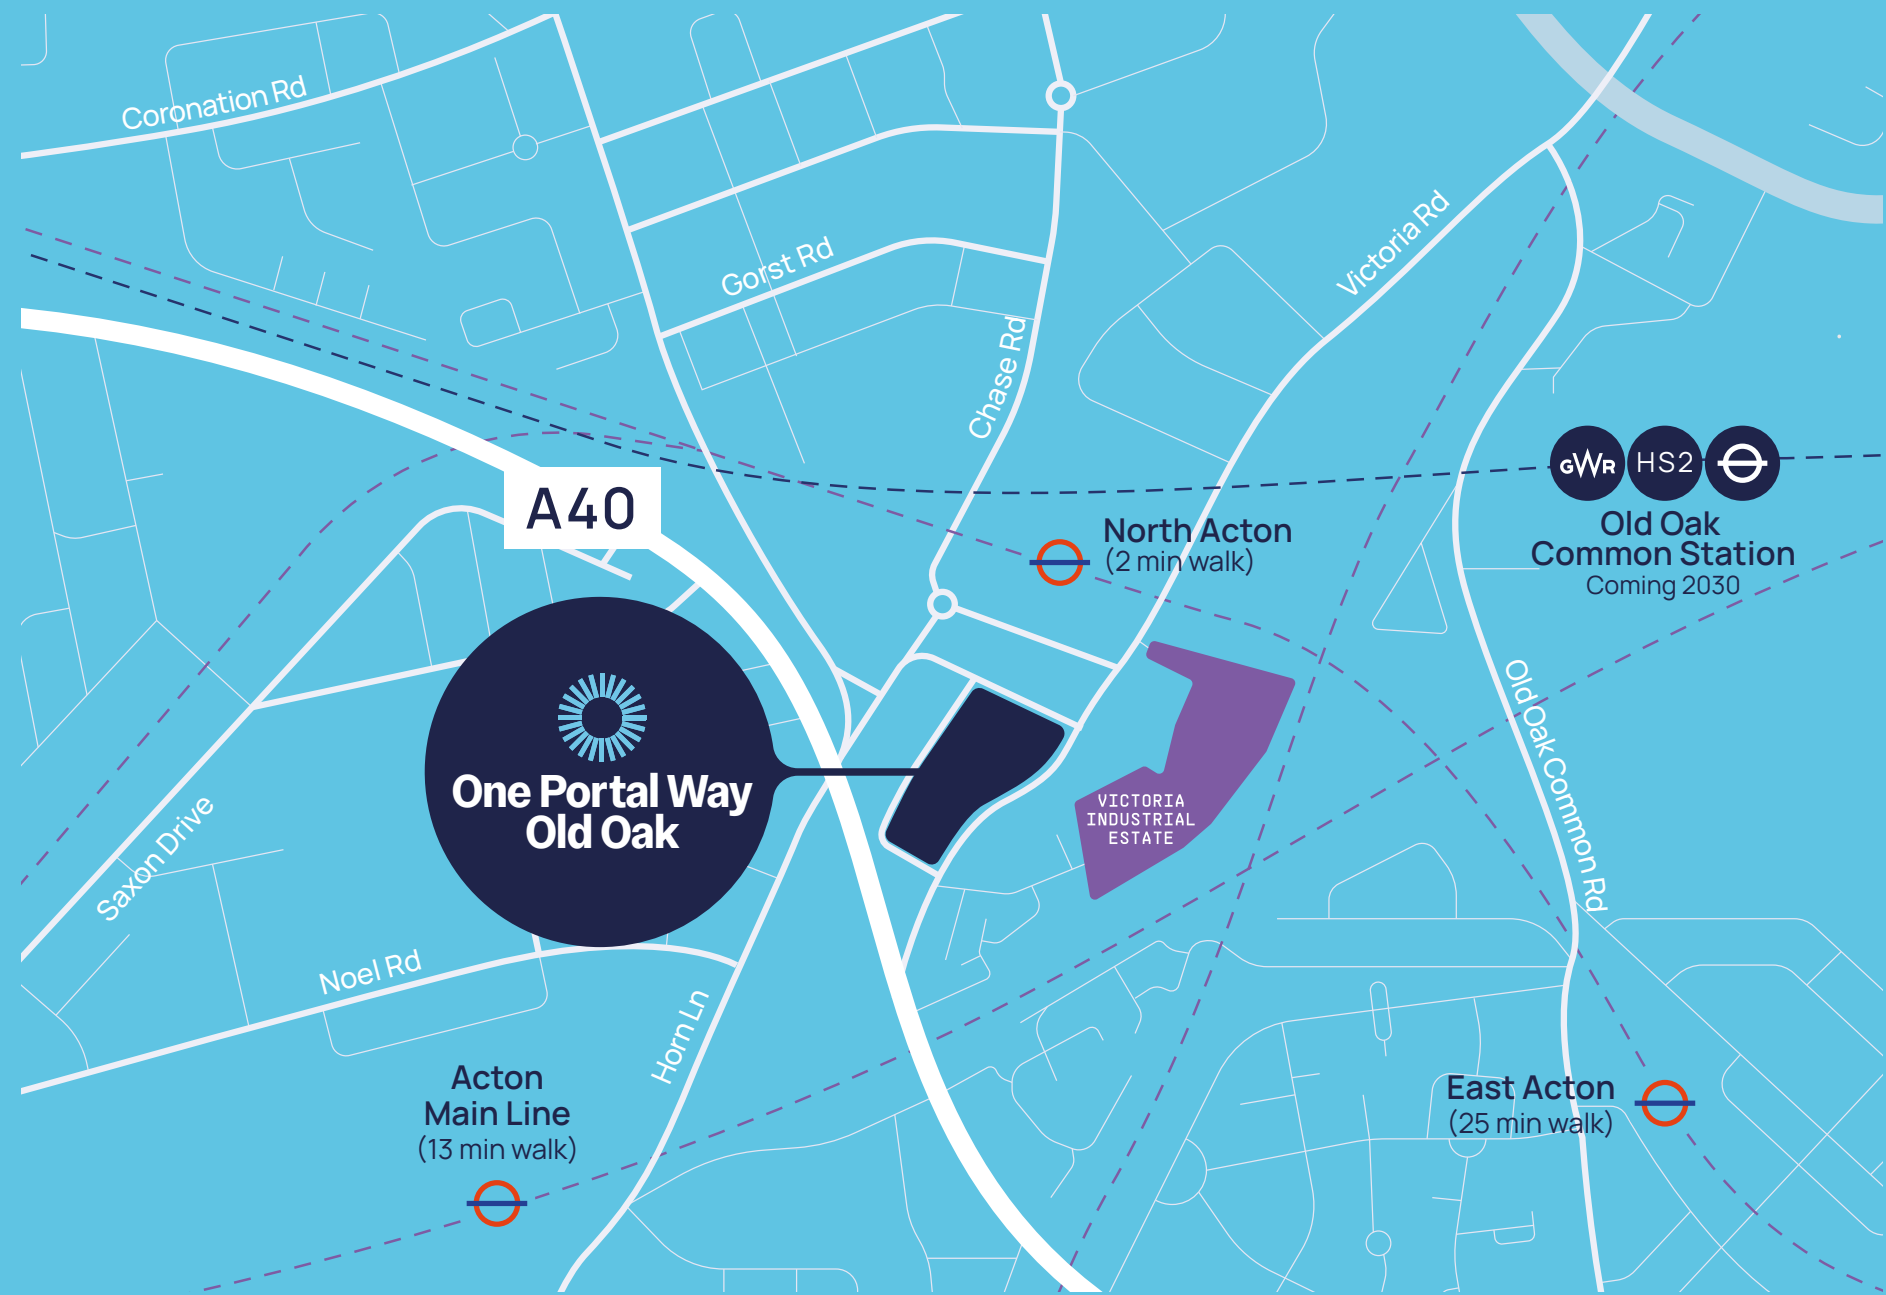 Coronation Rd
Gorst Rd
Victoria Rd
Chase Rd
A40
North Acton
(2 min walk)
GWR
HS2
Old Oak
Common Station
Coming 2030
One Portal Way
Old Oak
VICTORIA
INDUSTRIAL
ESTATE
Old Oak Common Rd
Saxon Drive
Noel Rd
Horn Ln
Acton
Main Line
(13 min walk)
East Acton
(25 min walk)